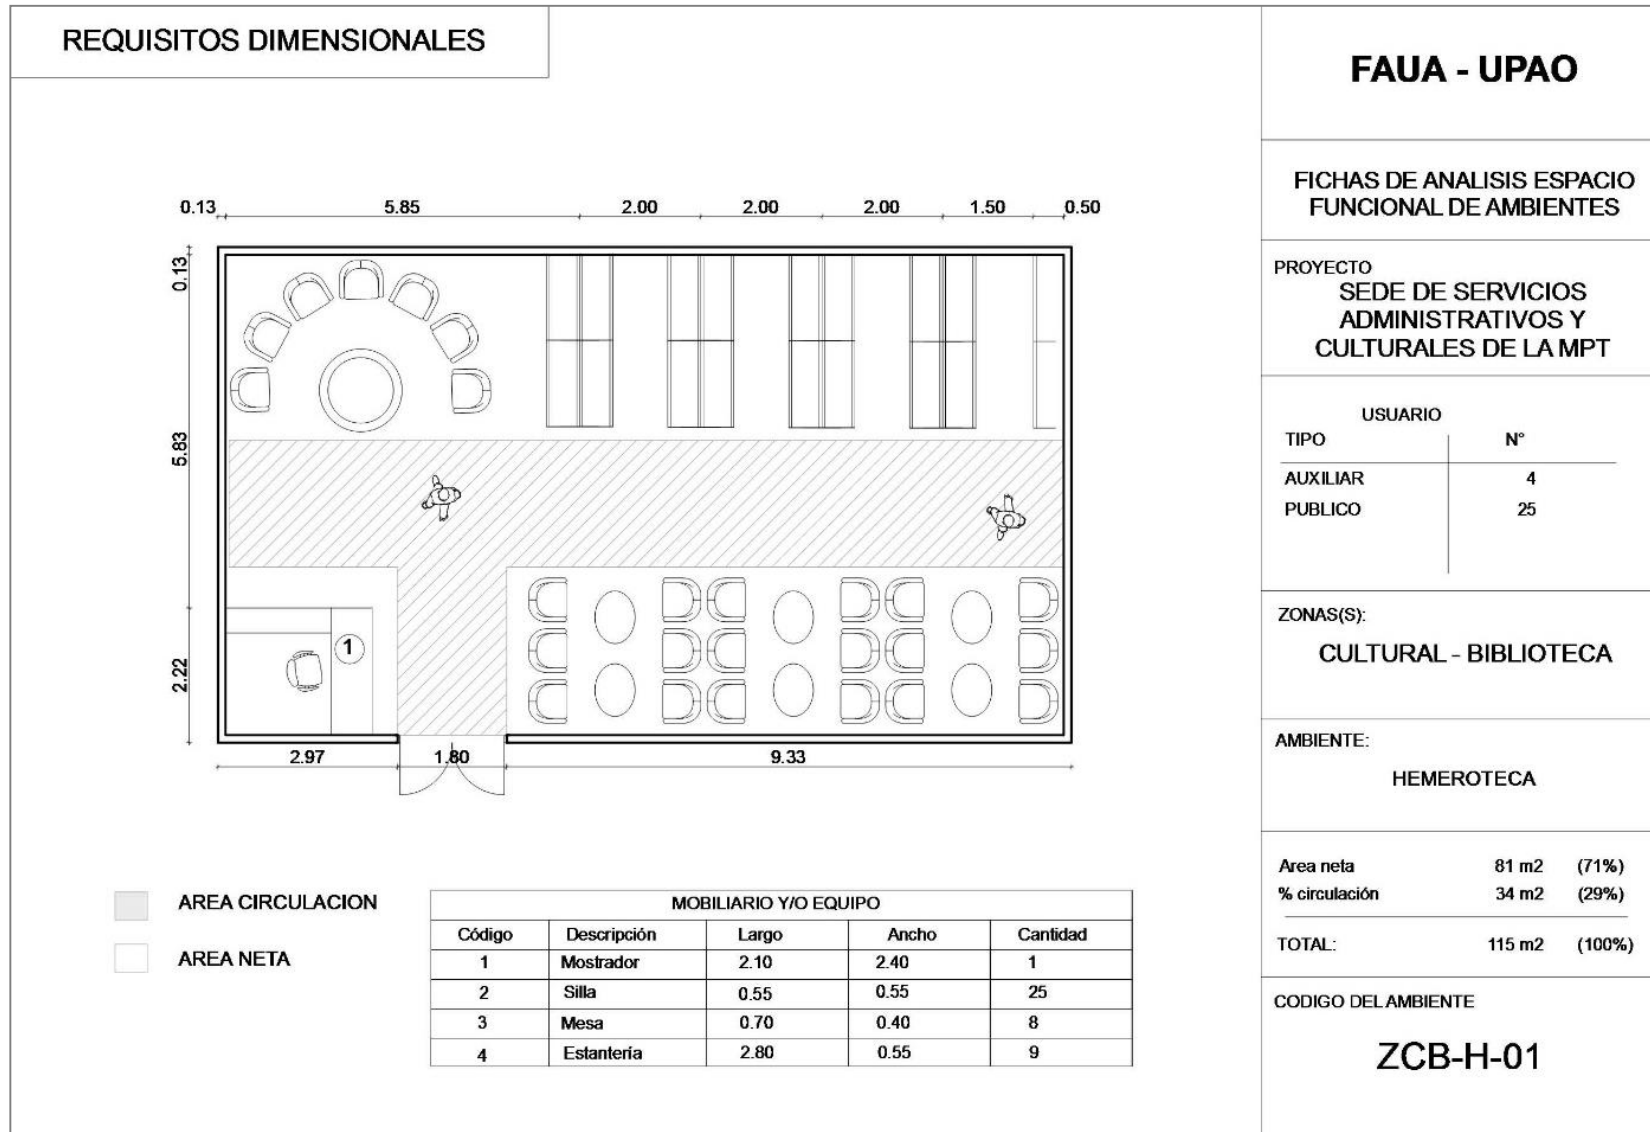 REQUISITOS DIMENSIONALES
0.13 5.85 2.00 2.00 2.00 1.50 0.50
0.13
5.83
2.22
1
2.97 1.80 9.33
AREA CIRCULACION
AREA NETA
MOBILIARIO Y/O EQUIPO
Código Descripción Largo Ancho Cantidad
1 Mostrador 2.10 2.40 1
2 Silla 0.55 0.55 25
3 Mesa 0.70 0.40 8
4 Estantería 2.80 0.55 9
FAUA - UPAO
FICHAS DE ANALISIS ESPACIO
FUNCIONAL DE AMBIENTES
PROYECTO
SEDE DE SERVICIOS
ADMINISTRATIVOS Y
CULTURALES DE LA MPT
USUARIO
TIPO N°
AUXILIAR 4
PUBLICO 25
ZONAS(S):
CULTURAL - BIBLIOTECA
AMBIENTE:
HEMEROTECA
Area neta 81 m2 (71%)
% circulación 34 m2 (29%)
TOTAL: 115 m2 (100%)
CODIGO DEL AMBIENTE
ZCB-H-01